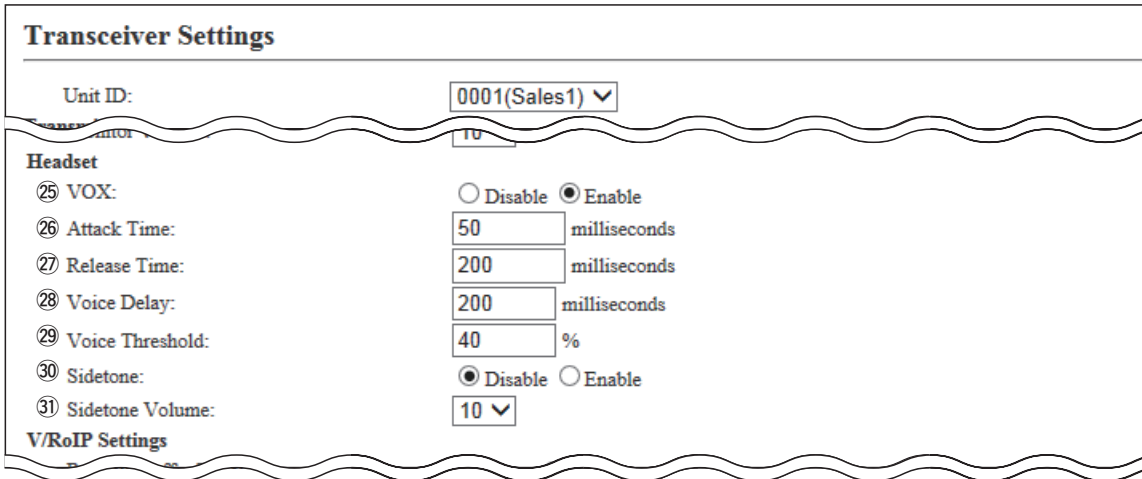 Transceiver Settings
Unit ID: 0001(Sales1)
10
Headset
㉕ VOX: Disable Enable
㉖ Attack Time: 50 milliseconds
㉗ Release Time: 200 milliseconds
㉘ Voice Delay: 200 milliseconds
㉙ Voice Threshold: 40 %
㉚ Sidetone: Disable Enable
㉛ Sidetone Volume: 10
V/RoIP Settings